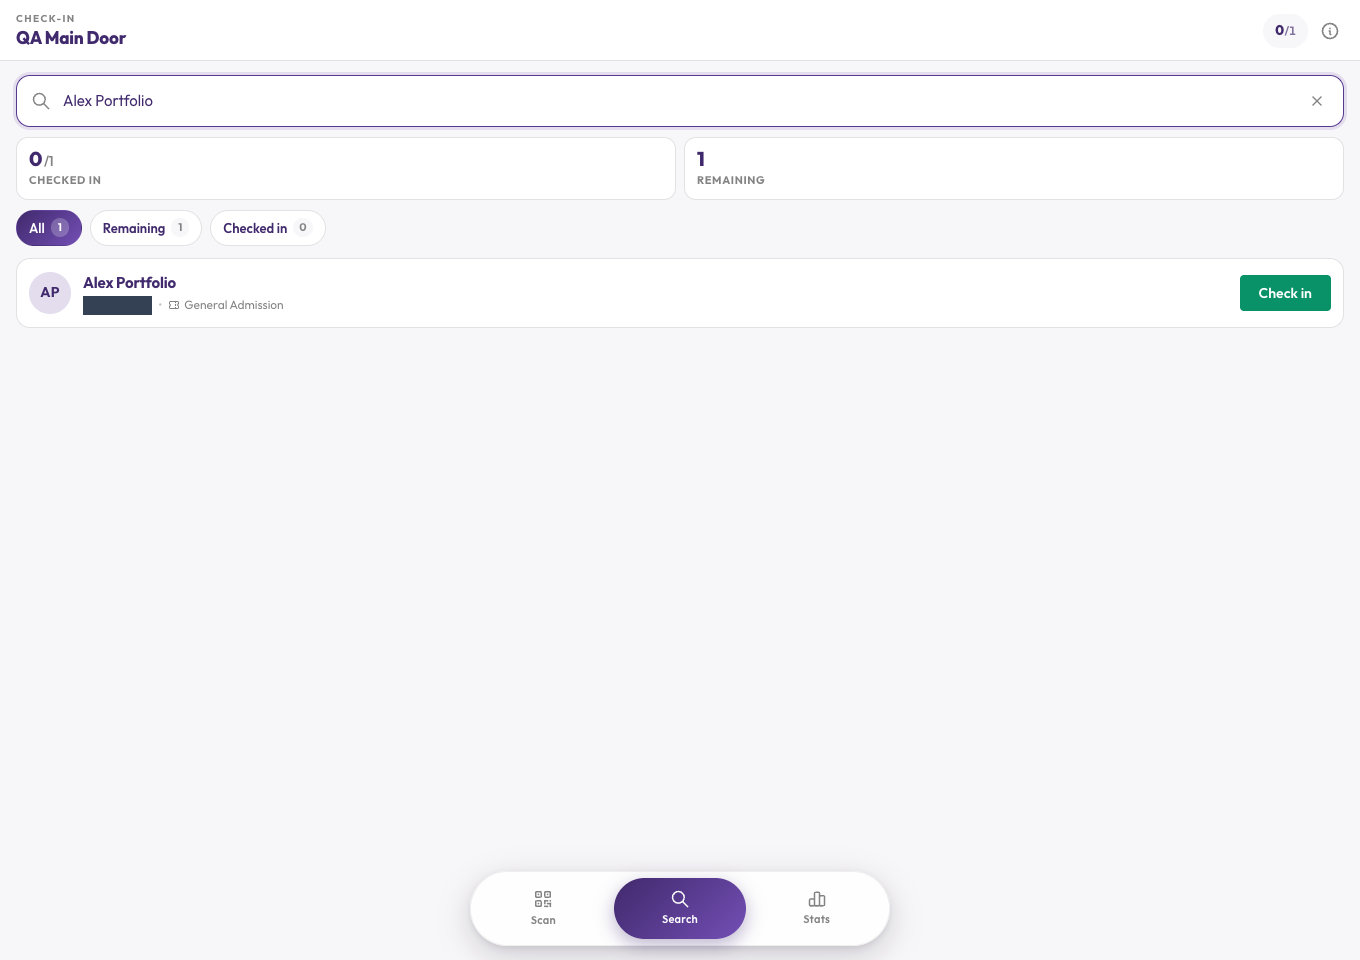 CHECK-IN
QA Main Door
0/1
Alex Portfolio
0/1
CHECKED IN
1
REMAINING
All 1
Remaining 1
Checked in 0
AP
Alex Portfolio
· General Admission
Check in
Scan
Search
Stats